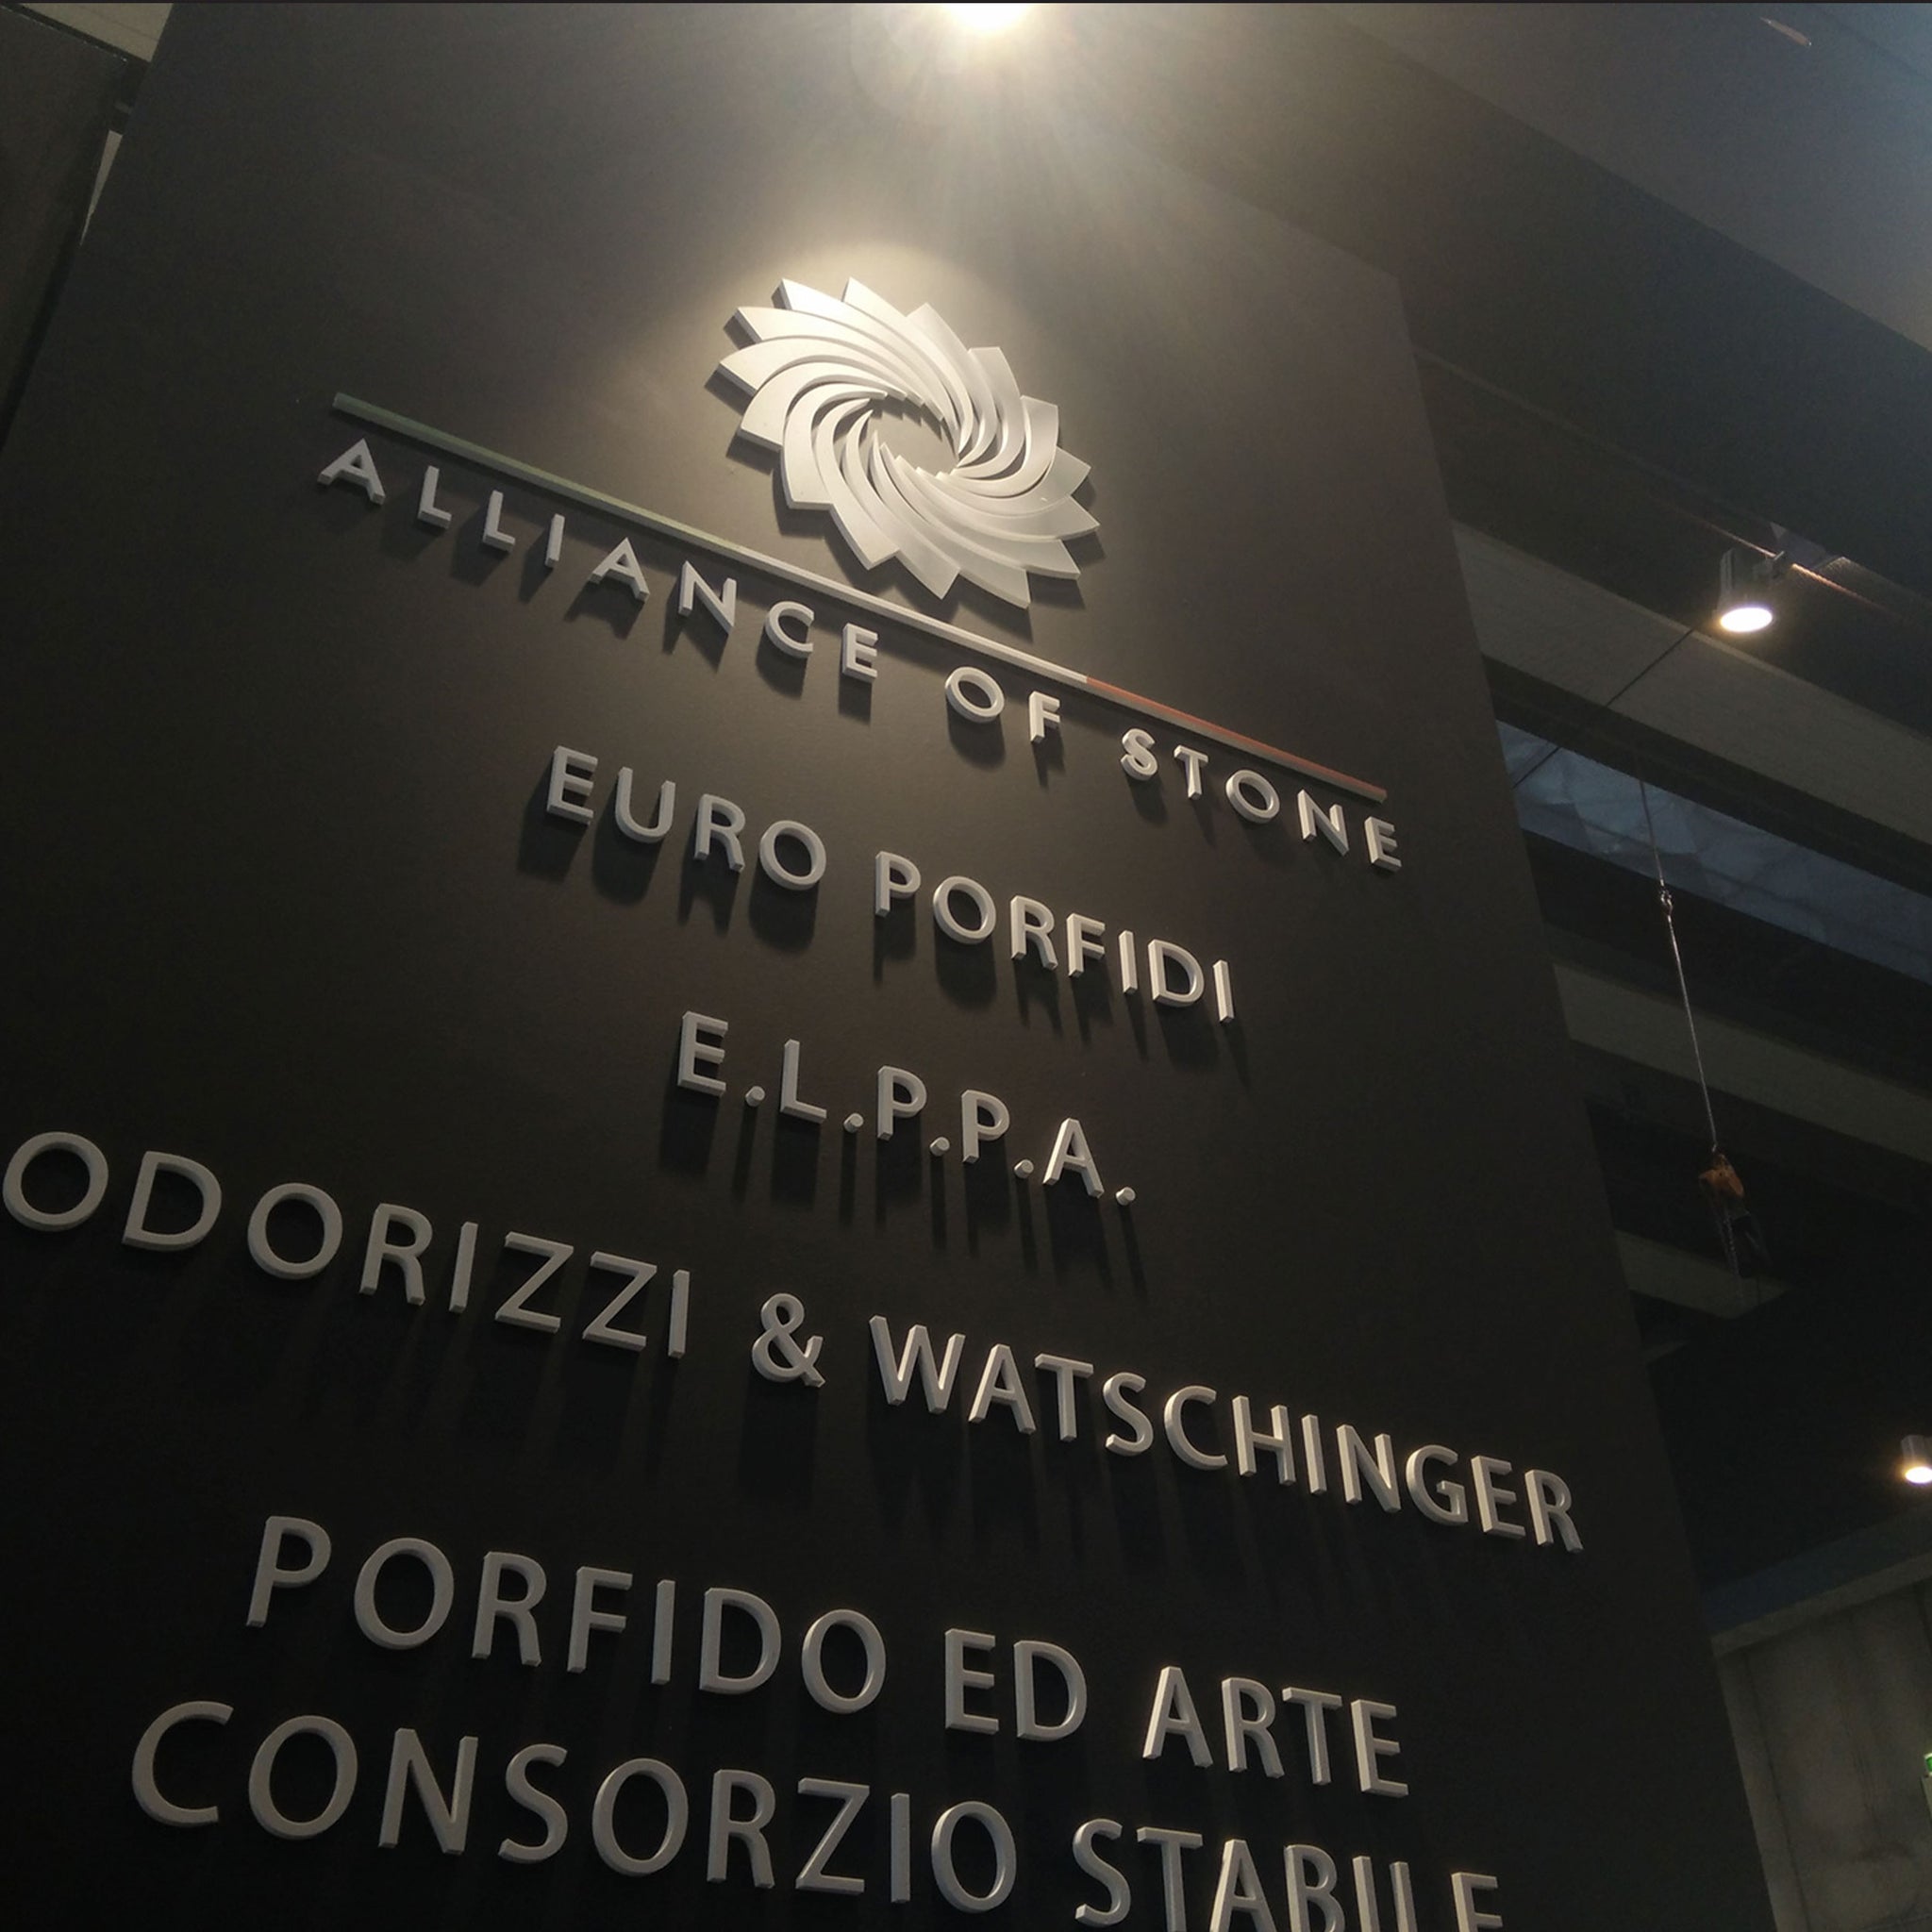 ALLIANCE OF STONE
EURO PORFIDI
E.L.P.P.A.
ODORIZZI & WATSCHINGER
PORFIDO ED ARTE
CONSORZIO STABILE